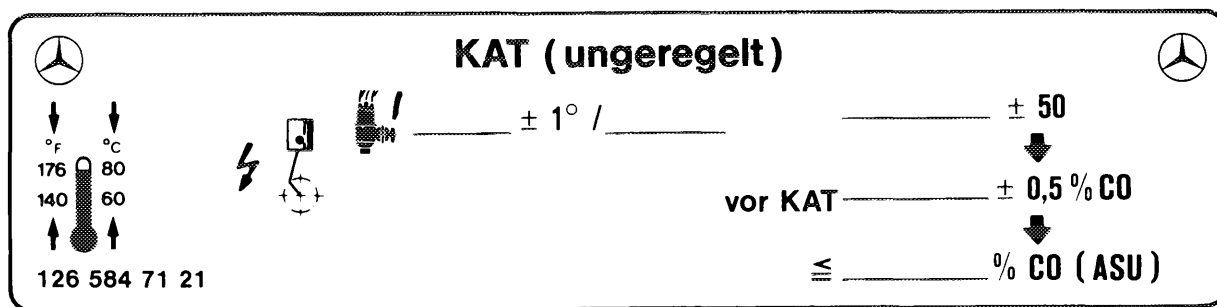 KAT (ungeregelt)
± 1° / ± 50
°F °C
176 80
140 60
vor KAT ± 0,5 % CO
≦ % CO (ASU)
126 584 71 21